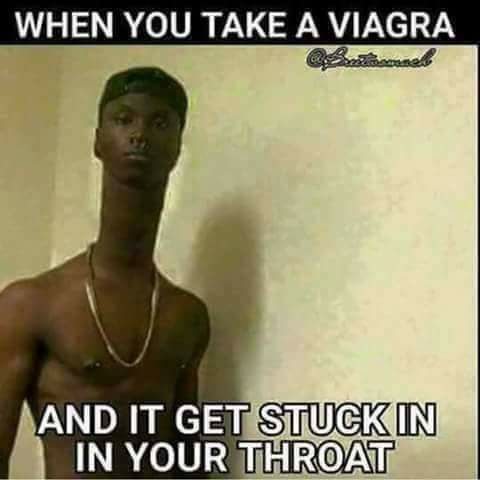 WHEN YOU TAKE A VIAGRA
AND IT GET STUCK IN
IN YOUR THROAT